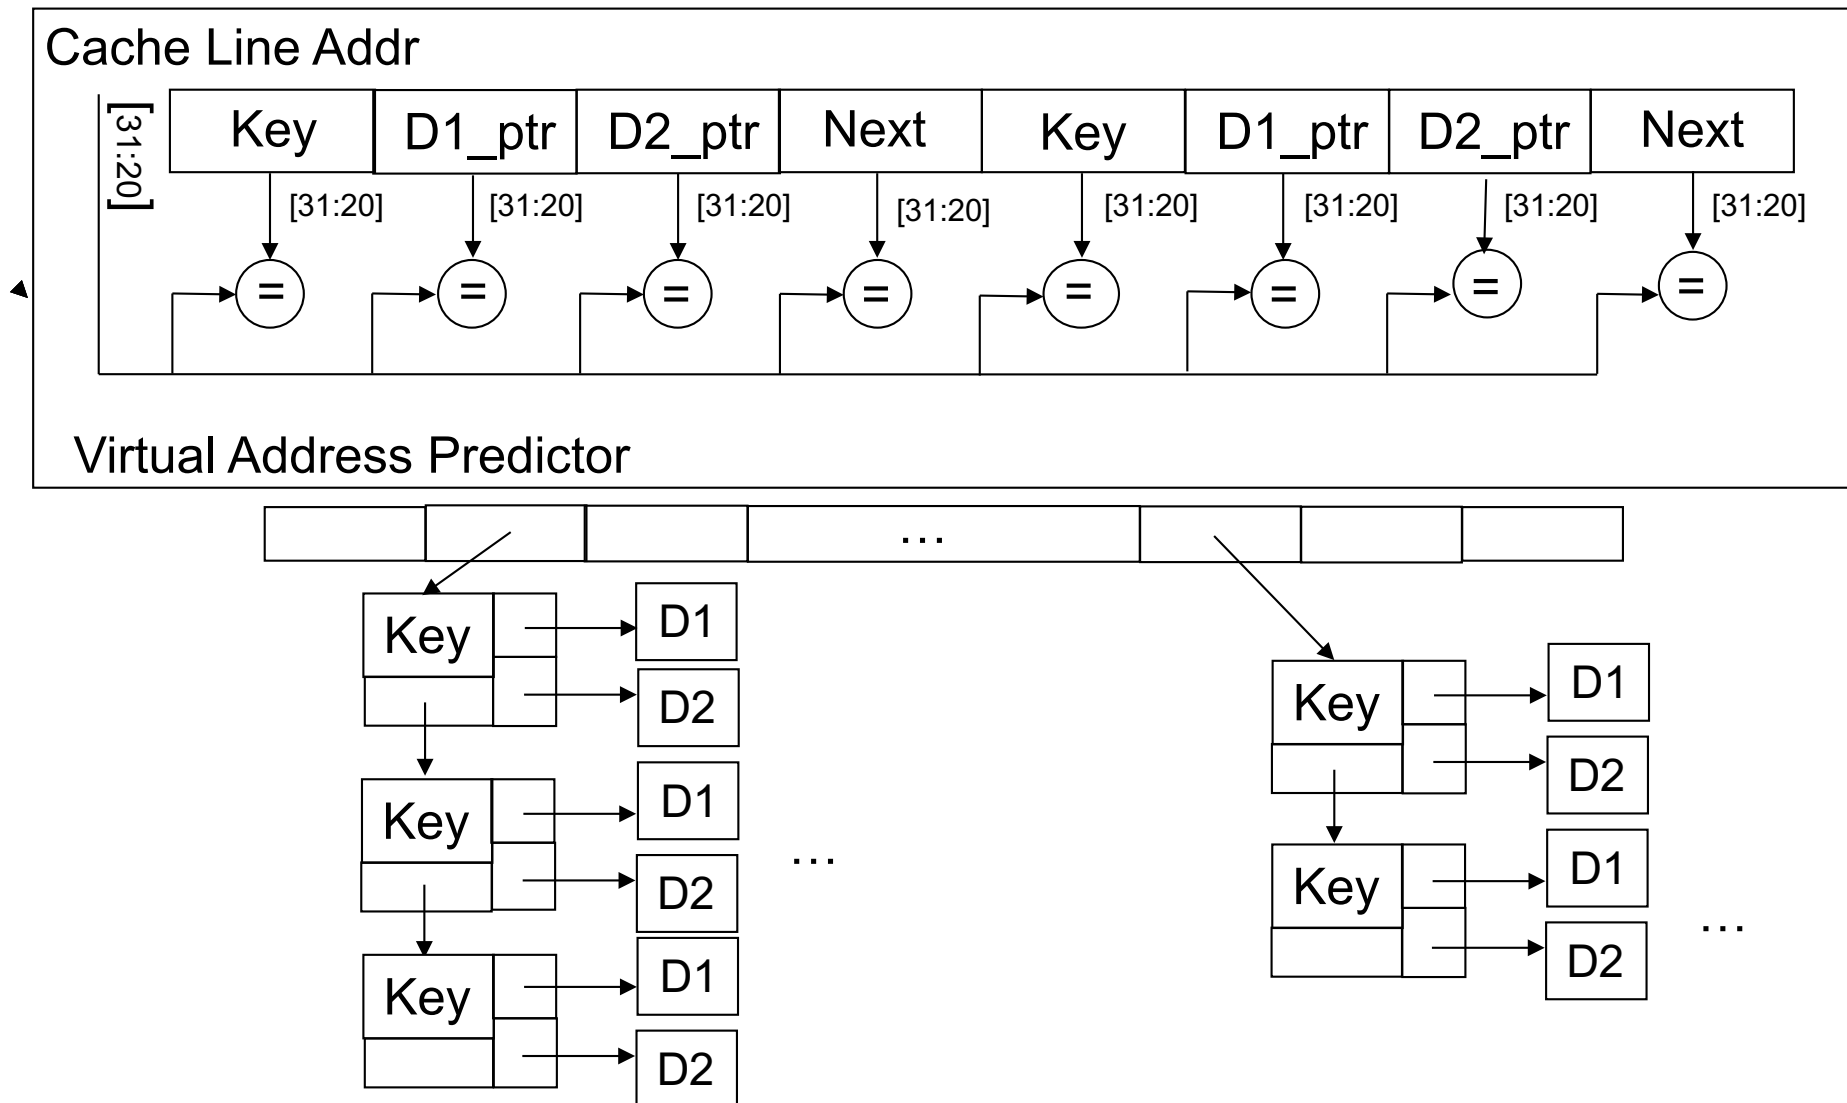 Cache Line Addr
[31:20]
Key D1_ptr D2_ptr Next Key D1_ptr D2_ptr Next
[31:20] [31:20] [31:20] [31:20] [31:20] [31:20] [31:20] [31:20]
= = = = = = = =
Virtual Address Predictor
...
Key D1
D2
Key D1
D2
Key D1
D2
...
Key D1
D2
Key D1
D2
...